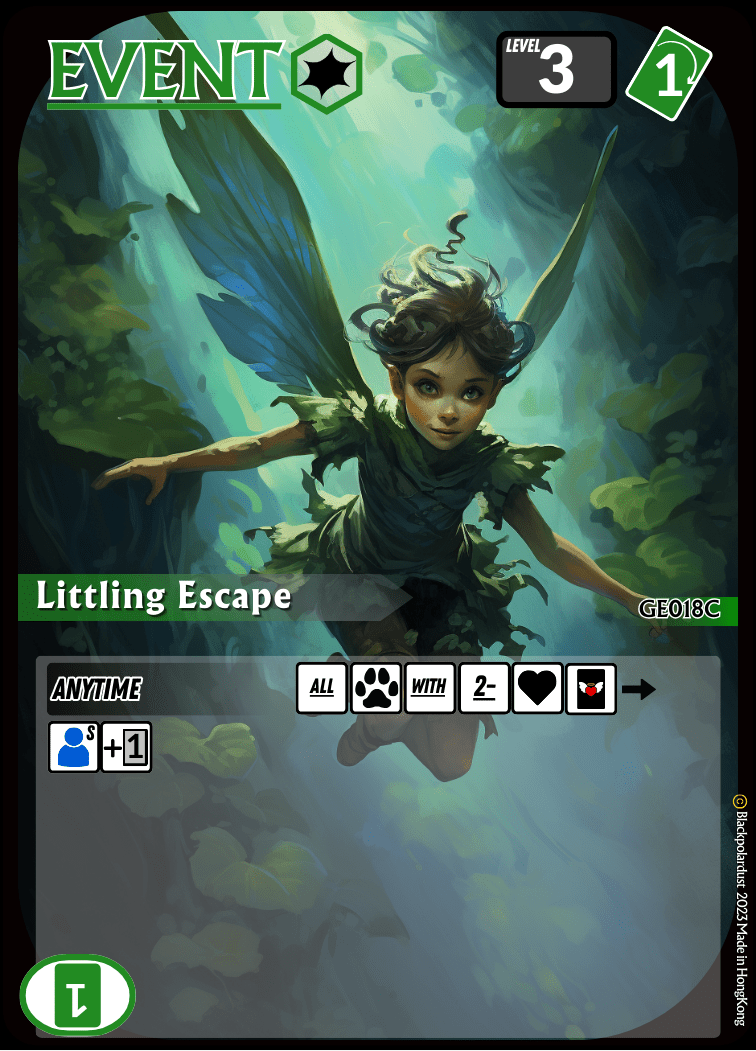 EVENT
LEVEL 3
1
Littling Escape
GE018C
ANYTIME ALL WITH 2-
S +1
© Blackpolardust 2023 Made in HongKong
1